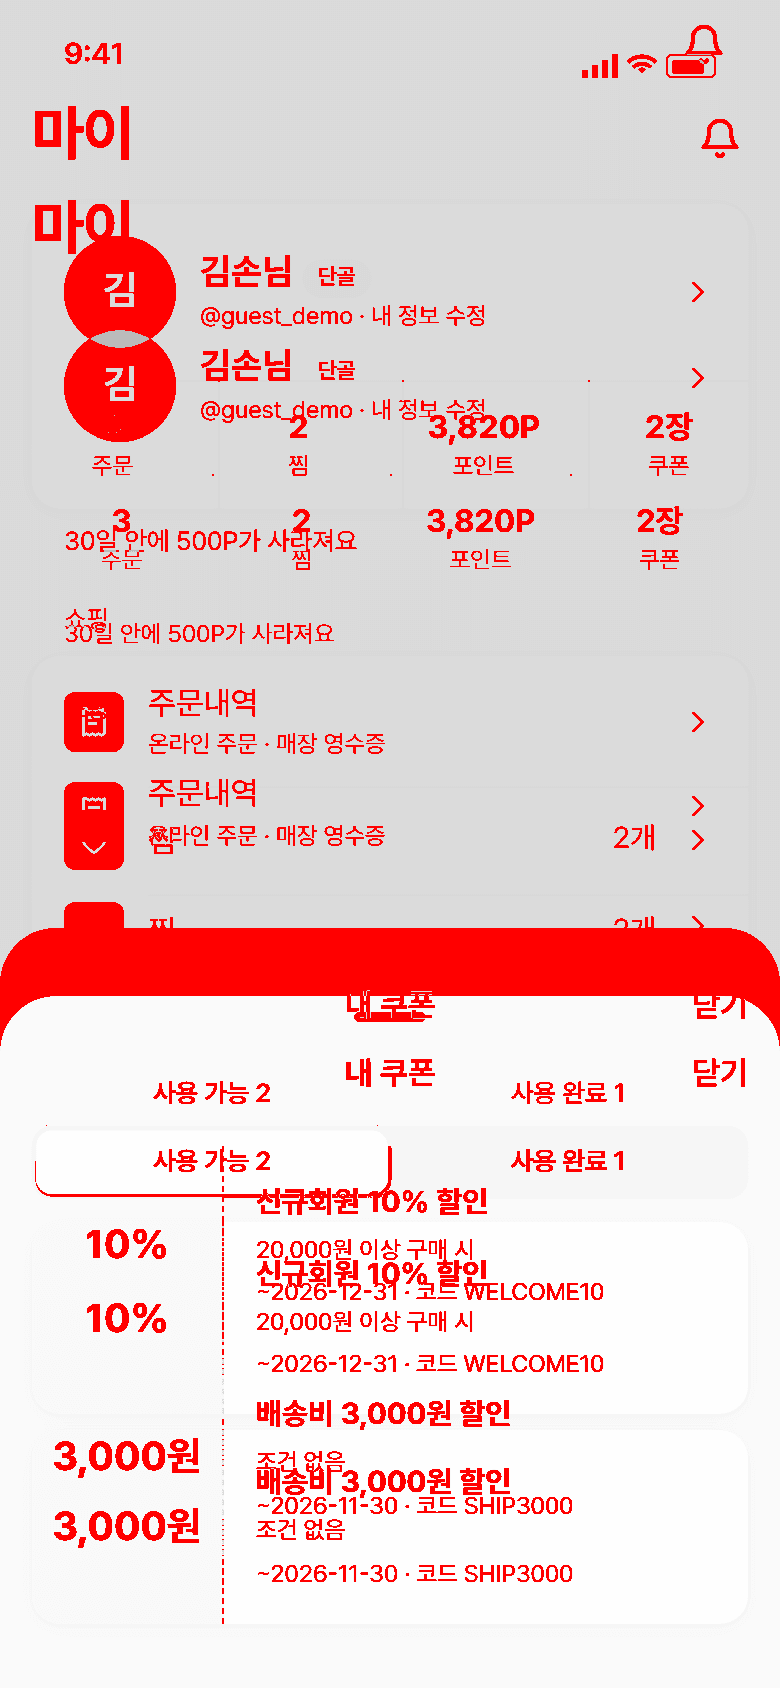 9:41
마이
마이
김
김손님 단골
@guest_demo · 내 정보 수정
김
김손님 단골
@guest_demo · 내 정보 수정
2 3,820P 2장
주문 찜 포인트 쿠폰
3 2 3,820P 2장
30일 안에 500P가 사라져요
주문 찜 포인트 쿠폰
쇼핑
30일 안에 500P가 사라져요
주문내역
온라인 주문 · 매장 영수증
주문내역
온라인 주문 · 매장 영수증
찜 2개
찜 2개
내 쿠폰 닫기
내 쿠폰 닫기
사용 가능 2 사용 완료 1
사용 가능 2 사용 완료 1
신규회원 10% 할인
10%
20,000원 이상 구매 시
신규회원 10% 할인
~2026-12-31 · 코드 WELCOME10
10%
20,000원 이상 구매 시
~2026-12-31 · 코드 WELCOME10
배송비 3,000원 할인
3,000원
조건 없음
배송비 3,000원 할인
~2026-11-30 · 코드 SHIP3000
3,000원
조건 없음
~2026-11-30 · 코드 SHIP3000